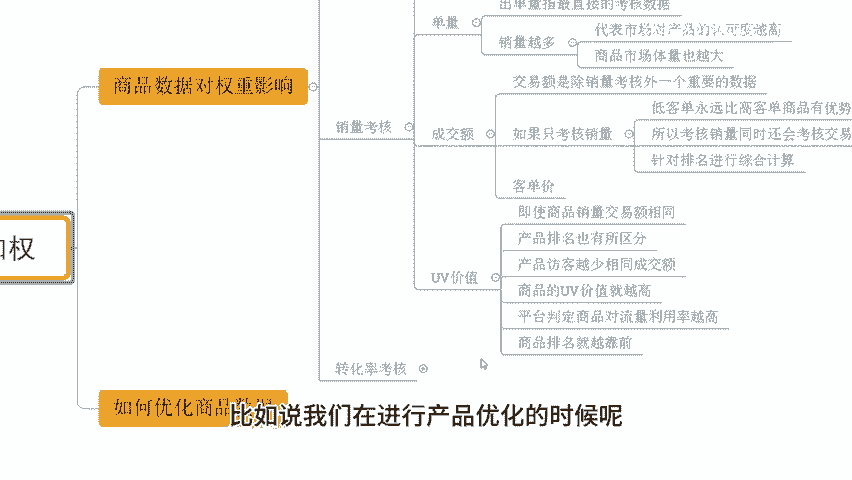 出单量指最直接的考核数据
单量
代表市场对产品的认可度越高
销量越多
商品市场体量也越大
商品数据对权重影响
交易额是除销量考核外一个重要的数据
低客单永远比高客单商品有优势
销量考核
成交额
如果只考核销量
所以考核销量同时还会考核交易
针对排名进行综合计算
客单价
即使商品销量交易额相同
产品排名也有所区分
权
产品访客越少相同成交额
UV价值
商品的UV价值就越高
平台判定商品对流量利用率越高
商品排名就越靠前
转化率考核
如何优化商品数据
比如说我们在进行产品优化的时候呢